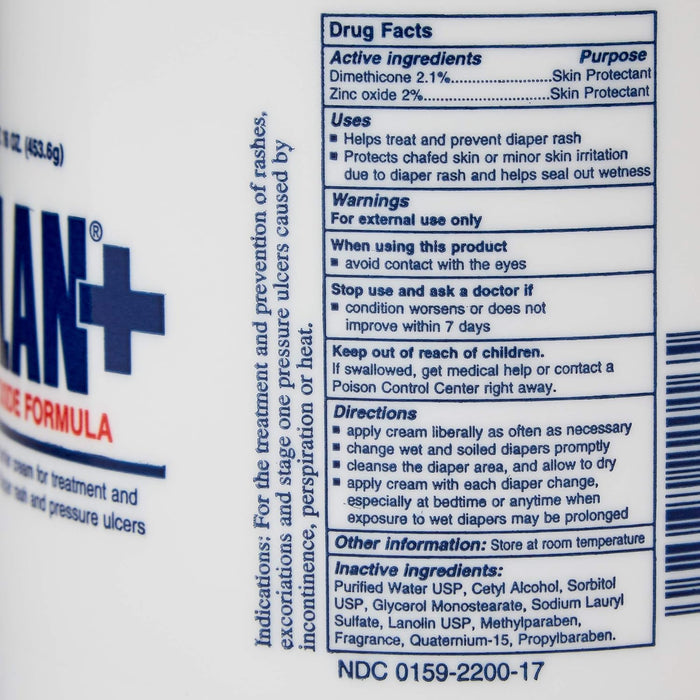 16 OZ. (453.6g)
LAN®+
FORMULA
cream for treatment and
rash and pressure ulcers
Indications: For the treatment and prevention of rashes,
excoriations and stage one pressure ulcers caused by
incontinence, perspiration or heat.
Drug Facts
Active ingredients Purpose
Dimethicone 2.1%.....................Skin Protectant
Zinc oxide 2%..........................Skin Protectant
Uses
▪ Helps treat and prevent diaper rash
▪ Protects chafed skin or minor skin irritation
due to diaper rash and helps seal out wetness
Warnings
For external use only
When using this product
▪ avoid contact with the eyes
Stop use and ask a doctor if
▪ condition worsens or does not
improve within 7 days
Keep out of reach of children.
If swallowed, get medical help or contact a
Poison Control Center right away.
Directions
▪ apply cream liberally as often as necessary
▪ change wet and soiled diapers promptly
▪ cleanse the diaper area, and allow to dry
▪ apply cream with each diaper change,
especially at bedtime or anytime when
exposure to wet diapers may be prolonged
Other information: Store at room temperature
Inactive ingredients:
Purified Water USP, Cetyl Alcohol, Sorbitol
USP, Glycerol Monostearate, Sodium Lauryl
Sulfate, Lanolin USP, Methylparaben,
Fragrance, Quaternium-15, Propylparaben.
NDC 0159-2200-17